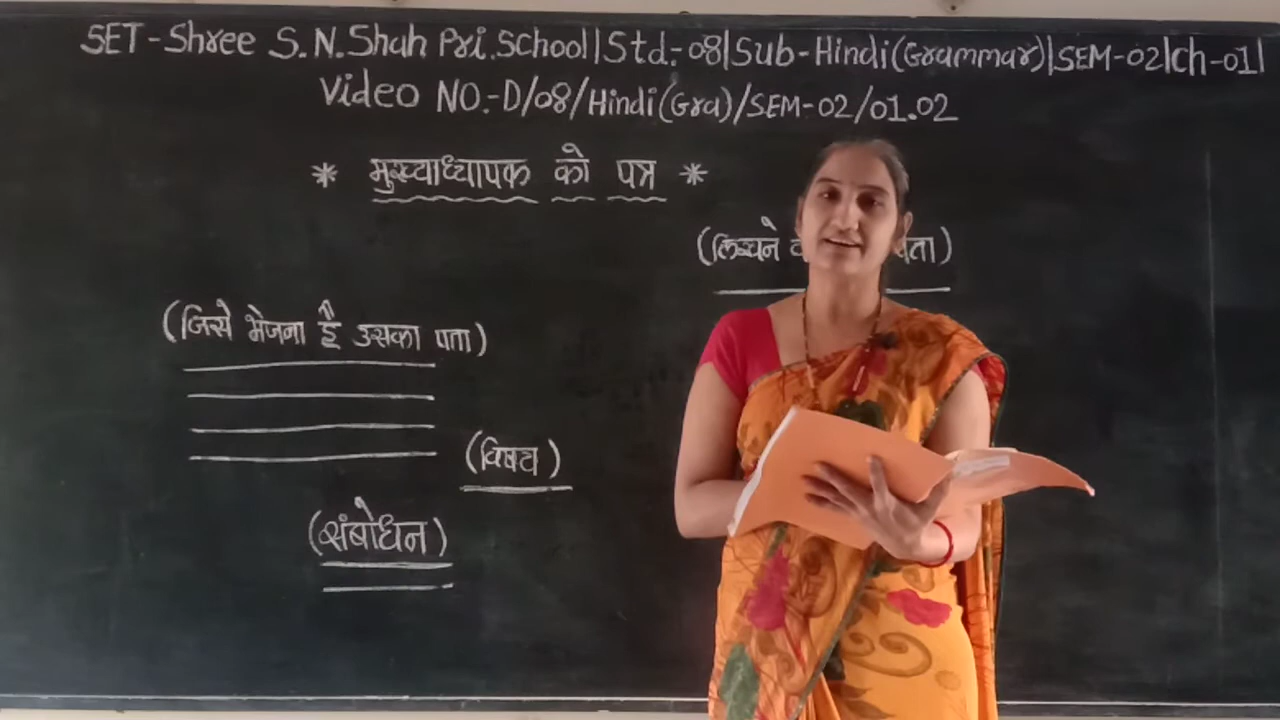 SET-Shree S.N.Shah Pri.School|Std.-08|Sub-Hindi(Grammar)|SEM-02|Ch-01|
Video NO.-D/08/Hindi(Gra)/SEM-02/01.02
* मुख्याध्यापक को पत्र *
(लिखने
(जिसे भेजना है उसका पता)
(विषय)
(संबोधन)